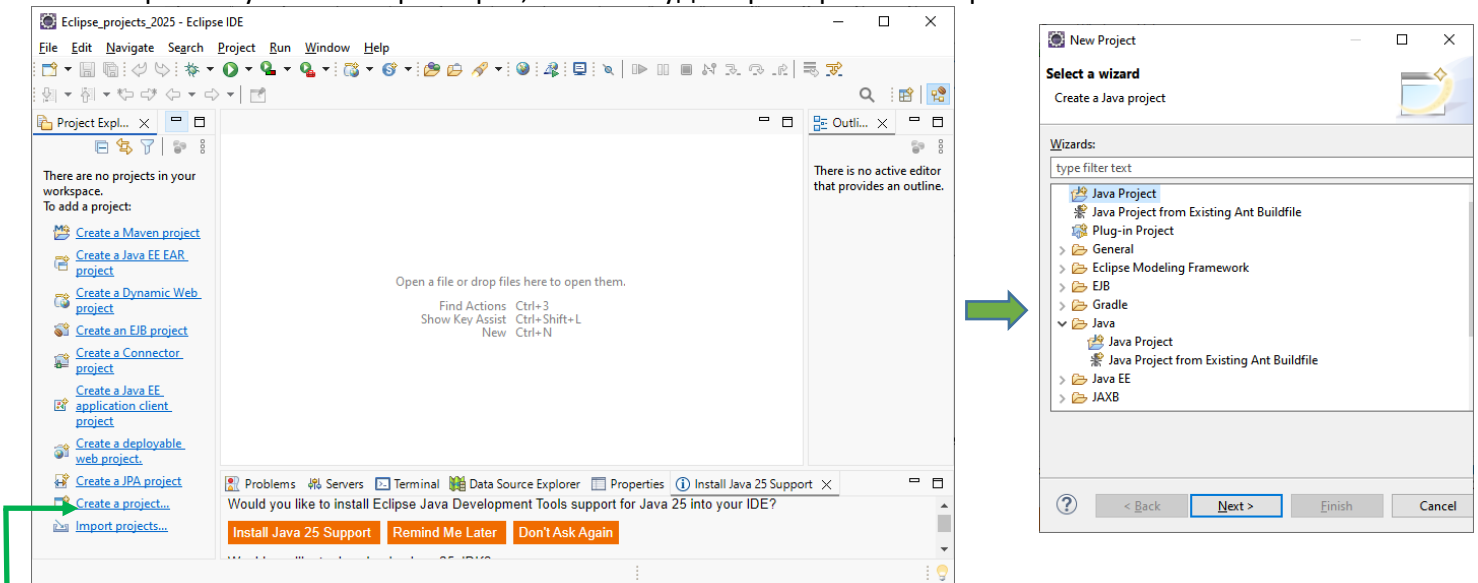 Eclipse_projects_2025 - Eclipse IDE
File Edit Navigate Search Project Run Window Help
Project Expl...
Outli...
There are no projects in your
workspace.
To add a project:
Create a Maven project
Create a Java EE EAR
project
Create a Dynamic Web
project
Create an EJB project
Create a Connector
project
Create a Java EE
application client
project
Create a deployable
web project.
Create a JPA project
Create a project...
Import projects...
Open a file or drop files here to open them.
Find Actions Ctrl+3
Show Key Assist Ctrl+Shift+L
New Ctrl+N
There is no active editor
that provides an outline.
Problems Servers Terminal Data Source Explorer Properties Install Java 25 Support
Would you like to install Eclipse Java Development Tools support for Java 25 into your IDE?
Install Java 25 Support Remind Me Later Don't Ask Again
New Project
Select a wizard
Create a Java project
Wizards:
type filter text
Java Project
Java Project from Existing Ant Buildfile
Plug-in Project
General
Eclipse Modeling Framework
EJB
Gradle
Java
Java Project
Java Project from Existing Ant Buildfile
Java EE
JAXB
< Back Next > Finish Cancel